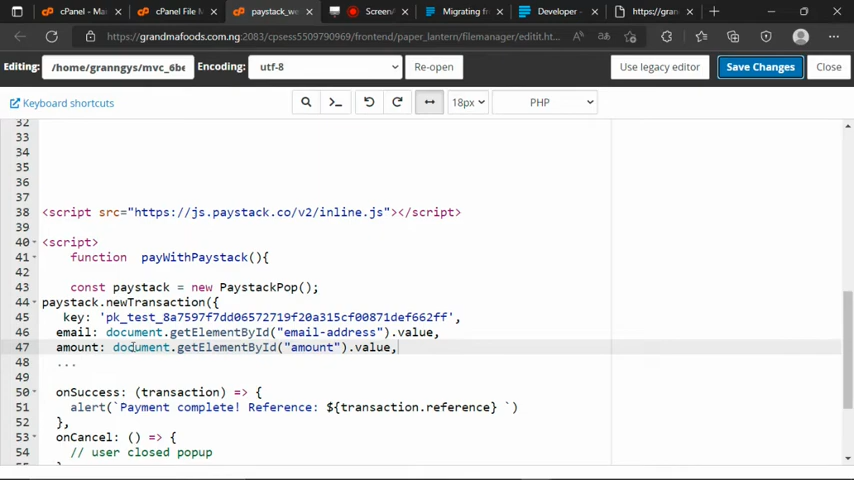 cPanel - Ma
cPanel File M
paystack_we
ScreenA
Migrating fr
Developer -
https://gran
https://grandmafoods.com.ng:2083/cpsess5509790969/frontend/paper_lantern/filemanager/editit.h
Editing:
/home/granngys/mvc_6be
Encoding:
utf-8
Re-open
Use legacy editor
Save Changes
Close
Keyboard shortcuts
18px
PHP
32
33
34
35
36
37
38 <script src="https://js.paystack.co/v2/inline.js"></script>
39
40 <script>
41 function payWithPaystack(){
42
43 const paystack = new PaystackPop();
44 paystack.newTransaction({
45 key: 'pk_test_8a7597f7dd06572719f20a315cf00871def662ff',
46 email: document.getElementById("email-address").value,
47 amount: document.getElementById("amount").value,
48 ...
49
50 onSuccess: (transaction) => {
51 alert(`Payment complete! Reference: ${transaction.reference} `)
52 },
53 onCancel: () => {
54 // user closed popup